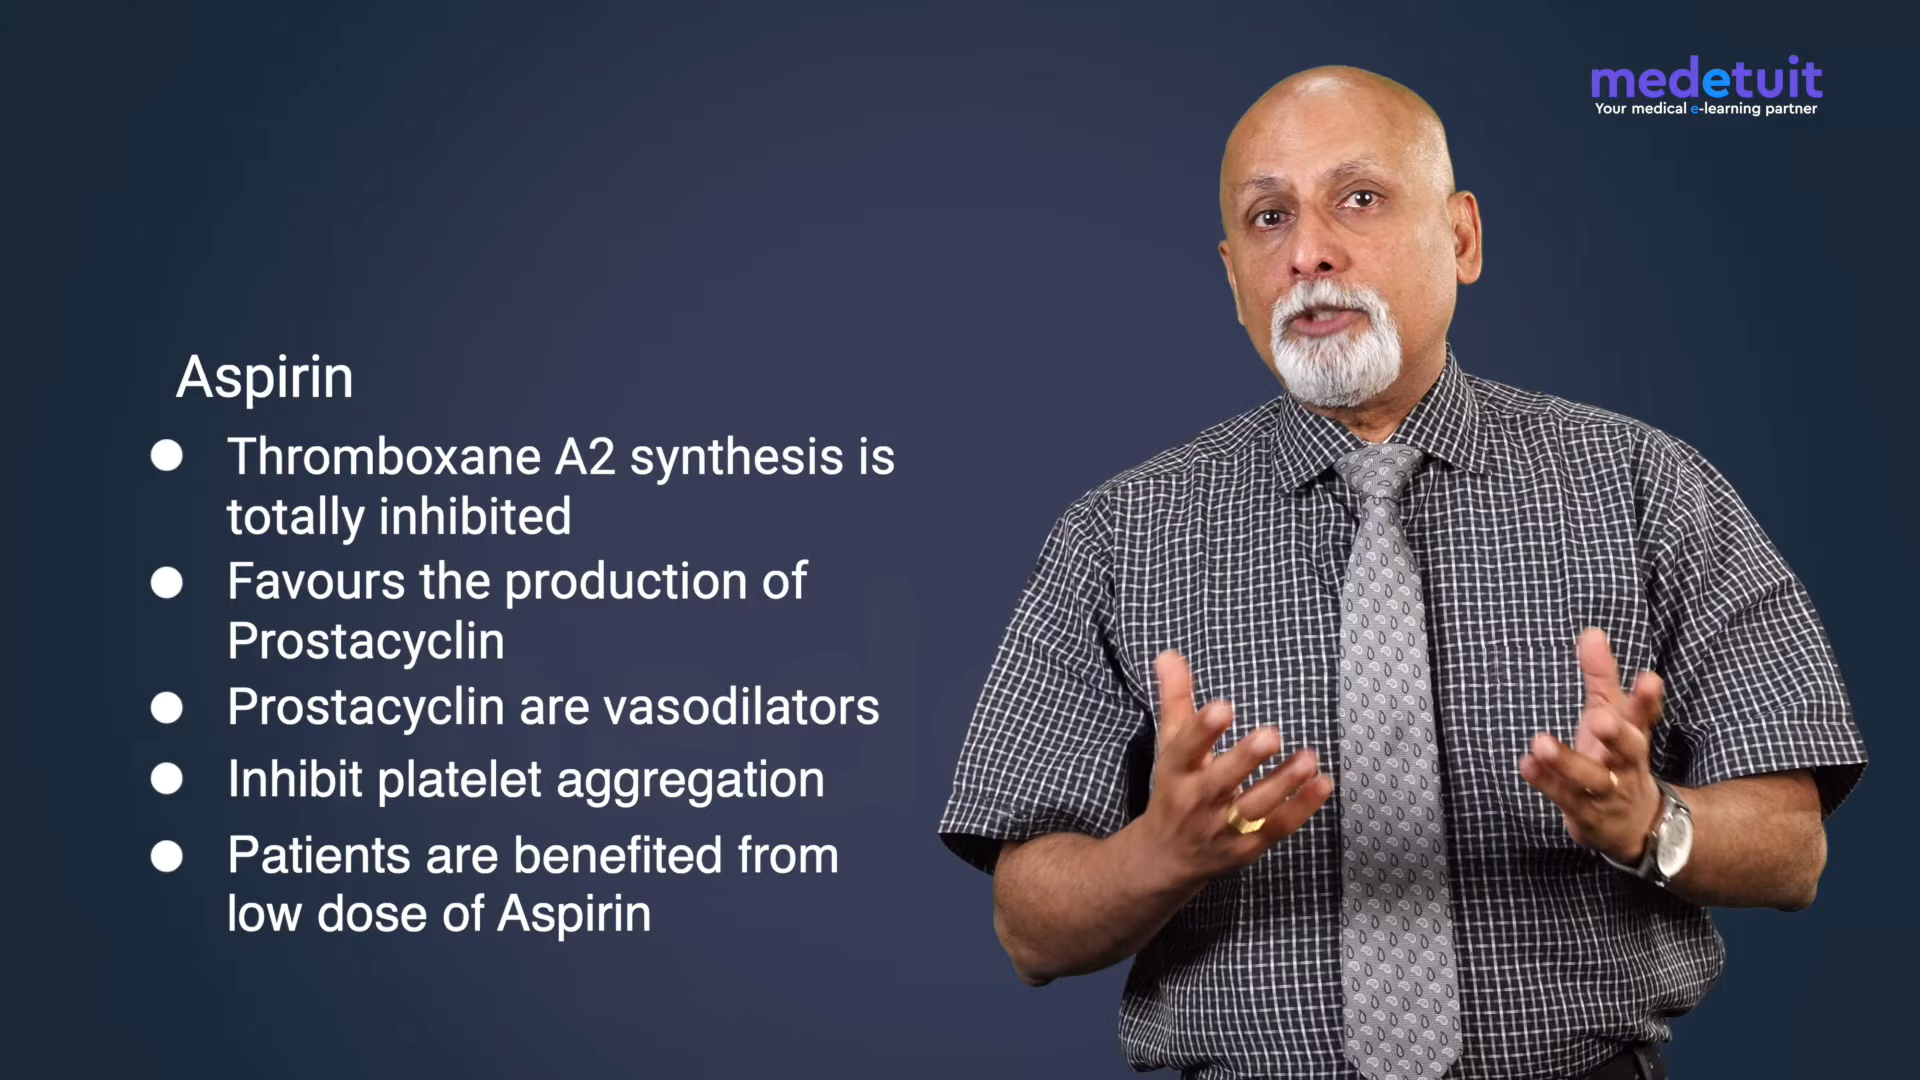 medetuit
Your medical e-learning partner
Aspirin
Thromboxane A2 synthesis is
totally inhibited
Favours the production of
Prostacyclin
Prostacyclin are vasodilators
Inhibit platelet aggregation
Patients are benefited from
low dose of Aspirin